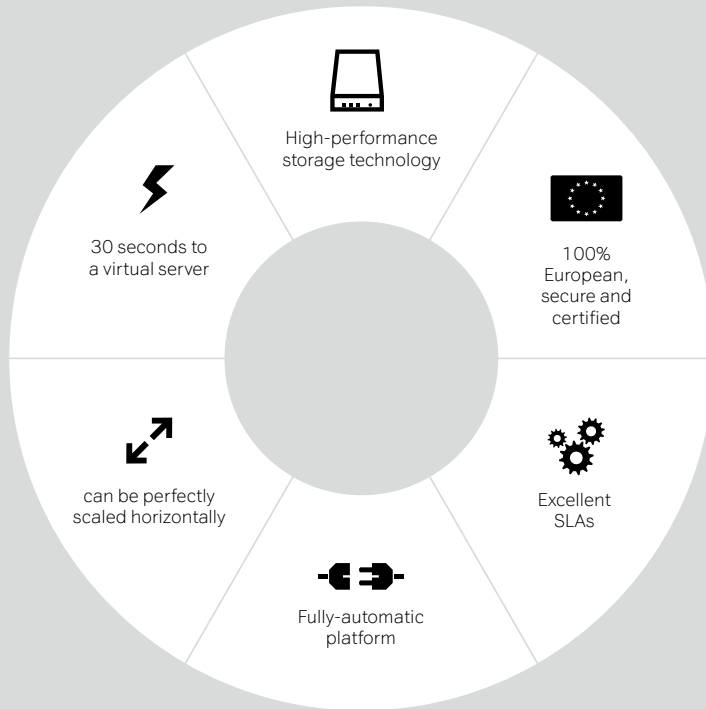 High-performance
storage technology
100%
European,
secure and
certified
Excellent
SLAs
Fully-automatic
platform
can be perfectly
scaled horizontally
30 seconds to
a virtual server